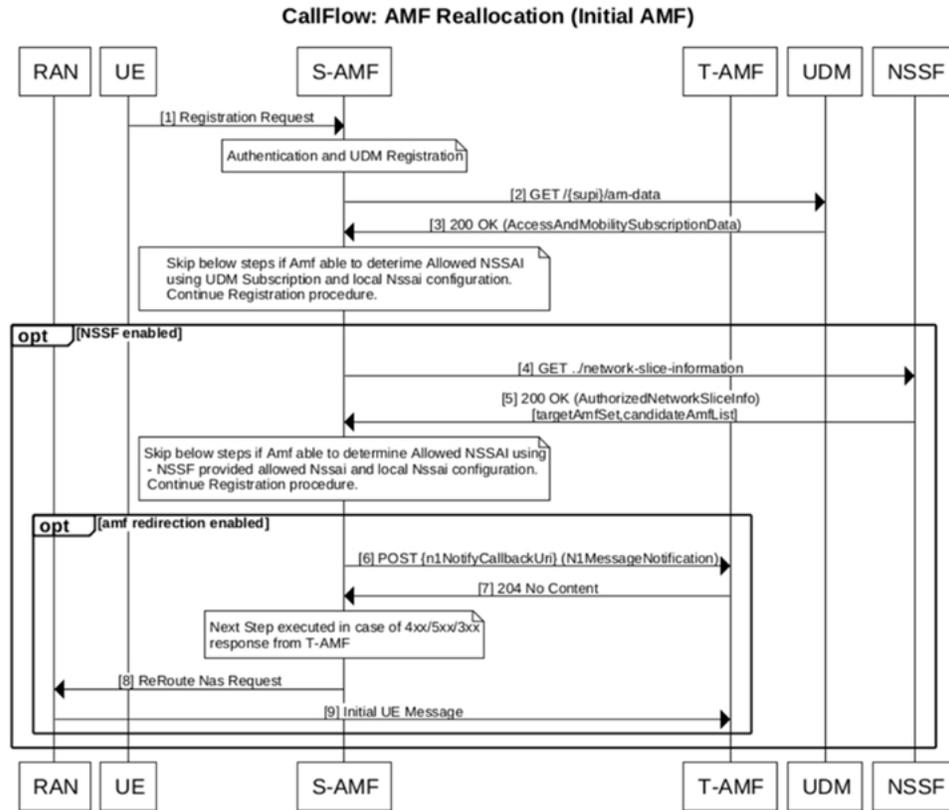 CallFlow: AMF Reallocation (Initial AMF)
RAN UE S-AMF T-AMF UDM NSSF
[1] Registration Request
Authentication and UDM Registration
[2] GET /{supi}/am-data
[3] 200 OK (AccessAndMobilitySubscriptionData)
Skip below steps if Amf able to deterime Allowed NSSAI
using UDM Subscription and local Nssai configuration.
Continue Registration procedure.
opt [NSSF enabled]
[4] GET ../network-slice-information
[5] 200 OK (AuthorizedNetworkSliceInfo)
[targetAmfSet,candidateAmfList]
Skip below steps if Amf able to determine Allowed NSSAI using
- NSSF provided allowed Nssai and local Nssai configuration.
Continue Registration procedure.
opt [amf redirection enabled]
[6] POST {n1NotifyCallbackUri} (N1MessageNotification)
[7] 204 No Content
Next Step executed in case of 4xx/5xx/3xx
response from T-AMF
[8] ReRoute Nas Request
[9] Initial UE Message
RAN UE S-AMF T-AMF UDM NSSF